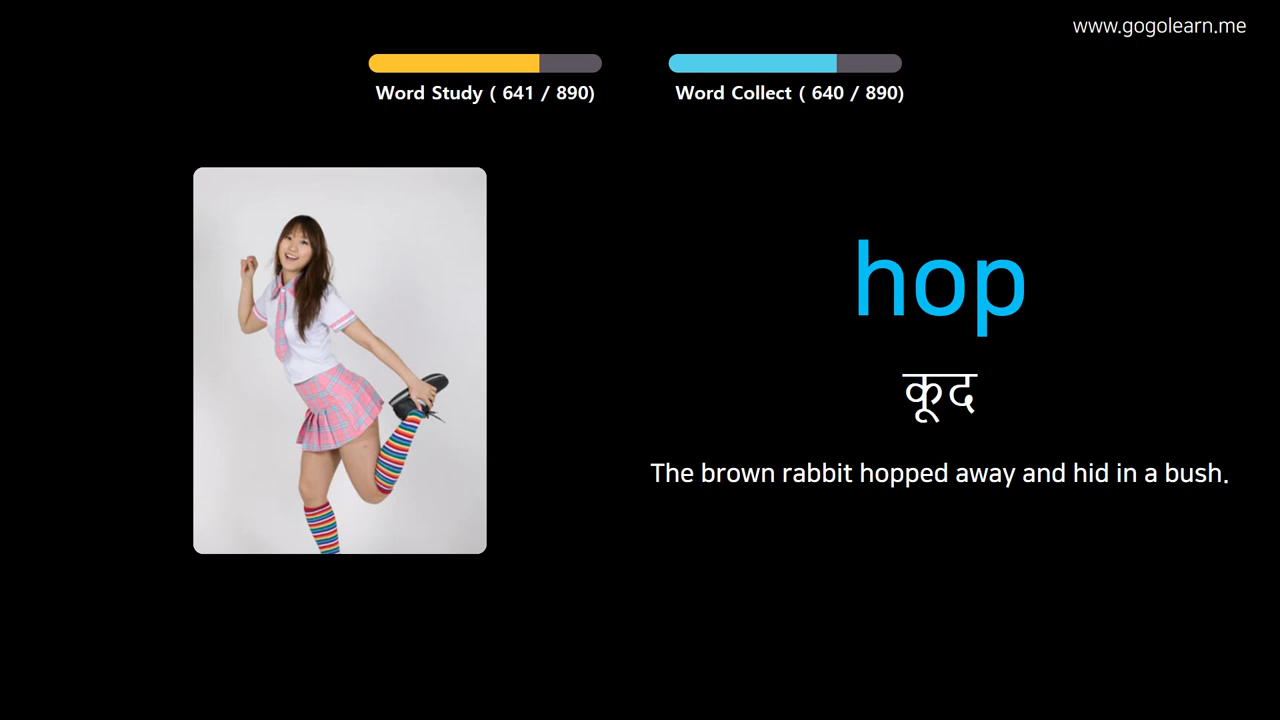 www.gogolearn.me
Word Study ( 641 / 890)
Word Collect ( 640 / 890)
hop
कूद
The brown rabbit hopped away and hid in a bush.